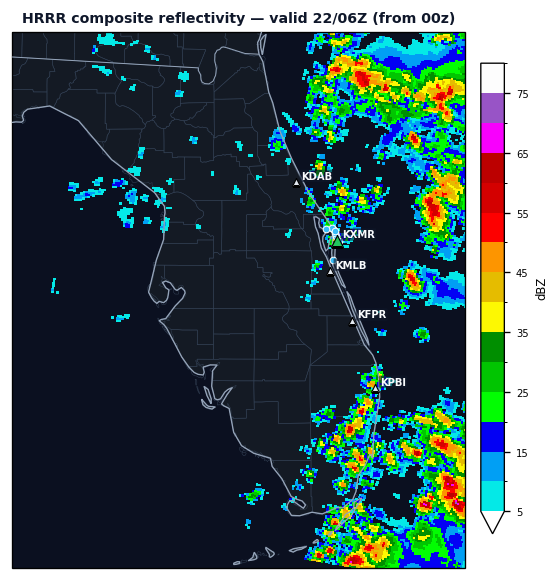 HRRR composite reflectivity — valid 22/06Z (from 00z)
KDAB
KXMR
KMLB
KFPR
KPBI
75
65
55
45
35
25
15
5
dBZ